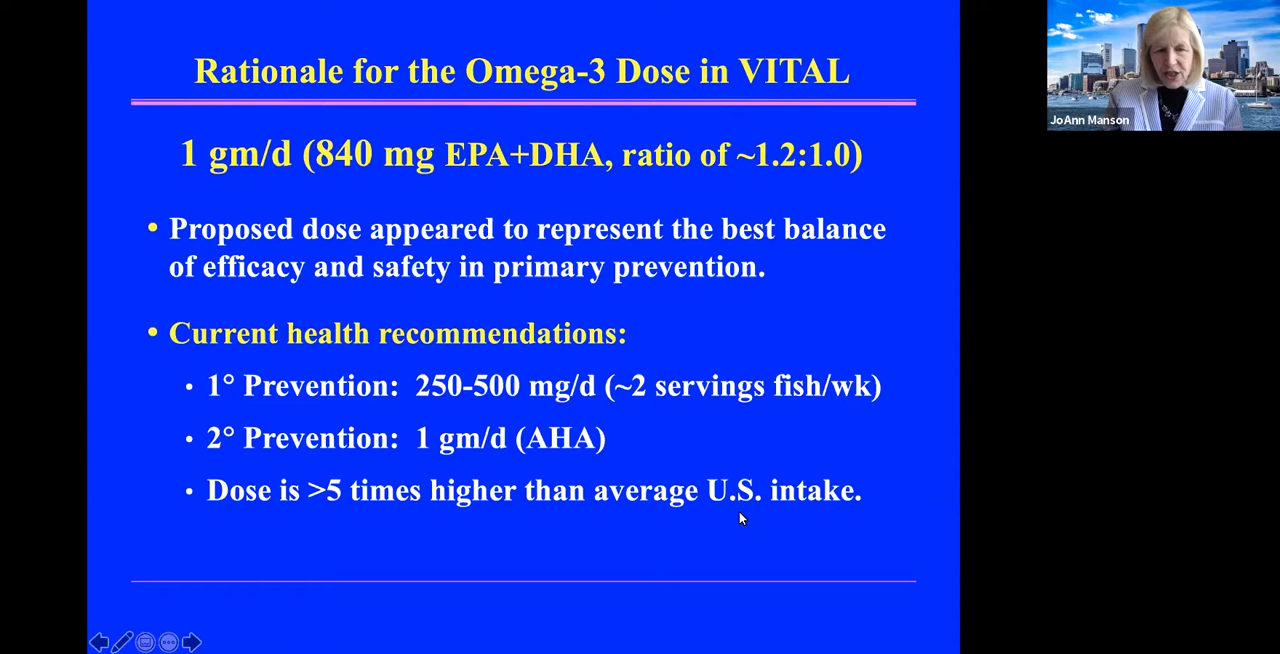 Rationale for the Omega-3 Dose in VITAL
1 gm/d (840 mg EPA+DHA, ratio of ~1.2:1.0)
• Proposed dose appeared to represent the best balance
of efficacy and safety in primary prevention.
• Current health recommendations:
• 1° Prevention: 250-500 mg/d (~2 servings fish/wk)
• 2° Prevention: 1 gm/d (AHA)
• Dose is >5 times higher than average U.S. intake.
JoAnn Manson